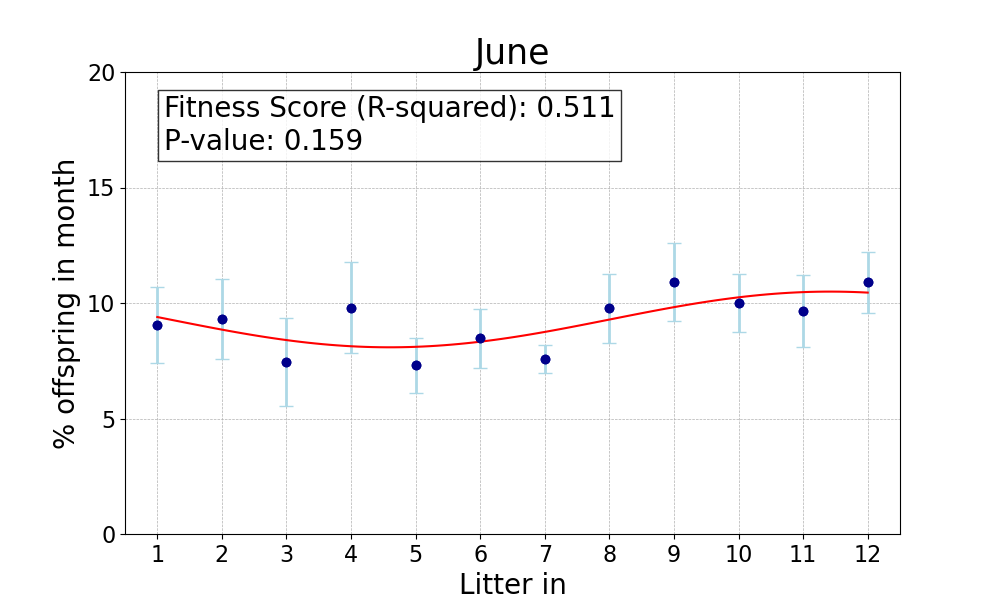 June
20
15
10
5
0
% offspring in month
Fitness Score (R-squared): 0.511
P-value: 0.159
1 2 3 4 5 6 7 8 9 10 11 12
Litter in